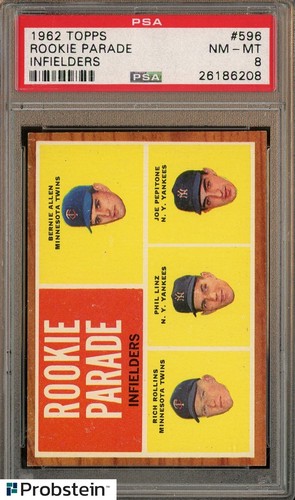 PSA
1962 TOPPS #596
ROOKIE PARADE NM - MT
INFIELDERS 8
PSA 26186208
BERNIE ALLEN
MINNESOTA TWINS
JOE PEPITONE
N. Y. YANKEES
PHIL LINZ
N. Y. YANKEES
RICH ROLLINS
MINNESOTA TWINS
ROOKIE
PARADE
INFIELDERS
Probstein™